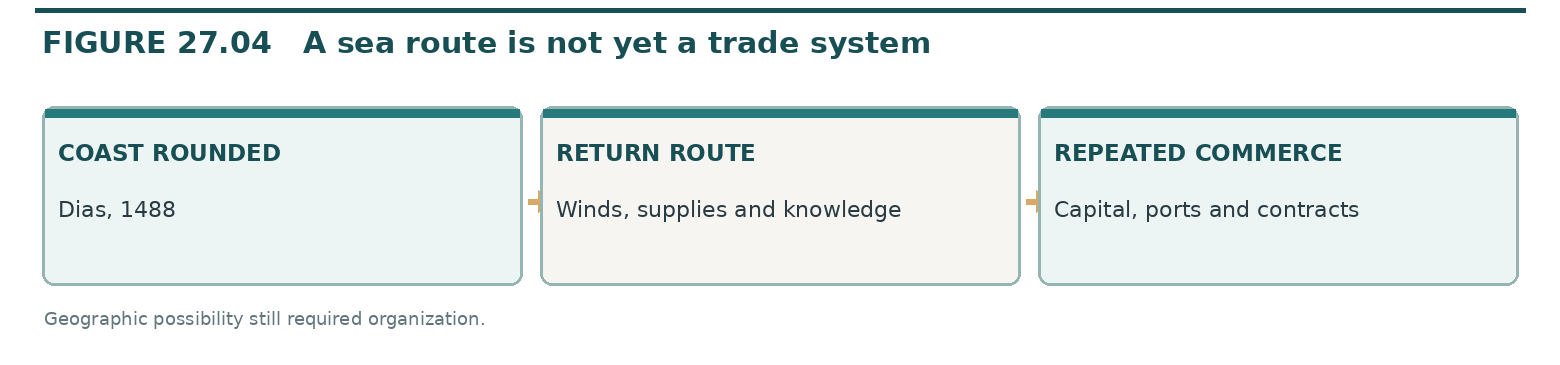 FIGURE 27.04 A sea route is not yet a trade system
COAST ROUNDED
Dias, 1488
RETURN ROUTE
Winds, supplies and knowledge
REPEATED COMMERCE
Capital, ports and contracts
Geographic possibility still required organization.